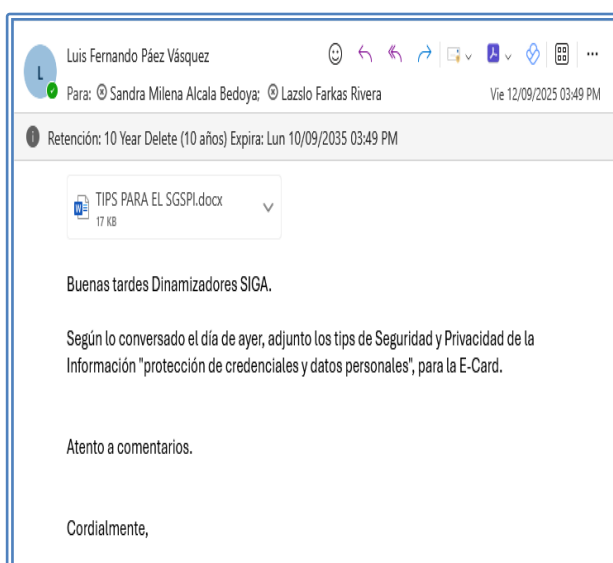 L
Luis Fernando Páez Vásquez
Para: Sandra Milena Alcala Bedoya; Lazslo Farkas Rivera
Vie 12/09/2025 03:49 PM
Retención: 10 Year Delete (10 años) Expira: Lun 10/09/2035 03:49 PM
TIPS PARA EL SGSPI.docx
17 KB
Buenas tardes Dinamizadores SIGA.
Según lo conversado el día de ayer, adjunto los tips de Seguridad y Privacidad de la
Información "protección de credenciales y datos personales", para la E-Card.
Atento a comentarios.
Cordialmente,